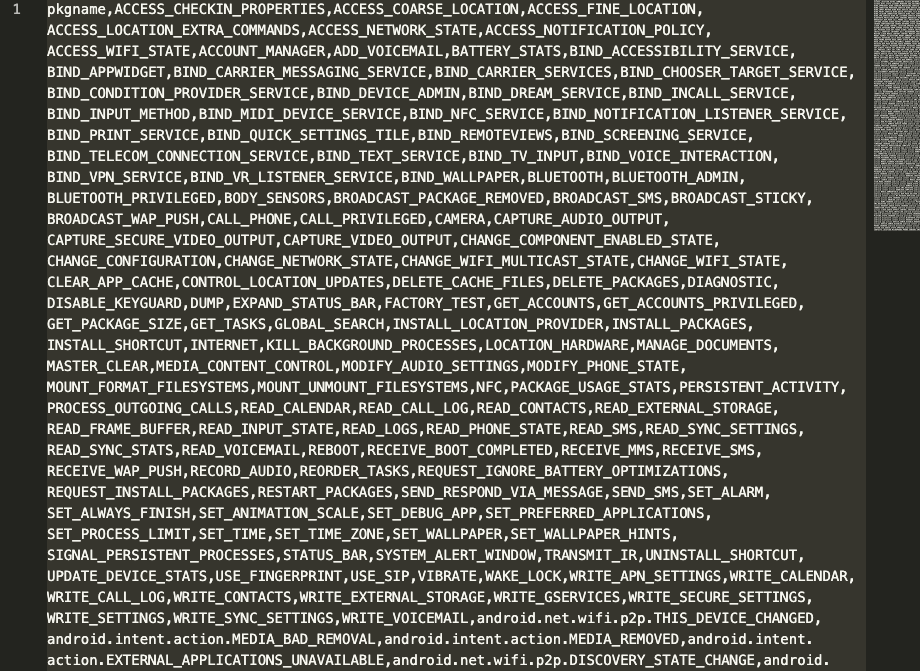 1 pkgname,ACCESS_CHECKIN_PROPERTIES,ACCESS_COARSE_LOCATION,ACCESS_FINE_LOCATION,
ACCESS_LOCATION_EXTRA_COMMANDS,ACCESS_NETWORK_STATE,ACCESS_NOTIFICATION_POLICY,
ACCESS_WIFI_STATE,ACCOUNT_MANAGER,ADD_VOICEMAIL,BATTERY_STATS,BIND_ACCESSIBILITY_SERVICE,
BIND_APPWIDGET,BIND_CARRIER_MESSAGING_SERVICE,BIND_CARRIER_SERVICES,BIND_CHOOSER_TARGET_SERVICE,
BIND_CONDITION_PROVIDER_SERVICE,BIND_DEVICE_ADMIN,BIND_DREAM_SERVICE,BIND_INCALL_SERVICE,
BIND_INPUT_METHOD,BIND_MIDI_DEVICE_SERVICE,BIND_NFC_SERVICE,BIND_NOTIFICATION_LISTENER_SERVICE,
BIND_PRINT_SERVICE,BIND_QUICK_SETTINGS_TILE,BIND_REMOTEVIEWS,BIND_SCREENING_SERVICE,
BIND_TELECOM_CONNECTION_SERVICE,BIND_TEXT_SERVICE,BIND_TV_INPUT,BIND_VOICE_INTERACTION,
BIND_VPN_SERVICE,BIND_VR_LISTENER_SERVICE,BIND_WALLPAPER,BLUETOOTH,BLUETOOTH_ADMIN,
BLUETOOTH_PRIVILEGED,BODY_SENSORS,BROADCAST_PACKAGE_REMOVED,BROADCAST_SMS,BROADCAST_STICKY,
BROADCAST_WAP_PUSH,CALL_PHONE,CALL_PRIVILEGED,CAMERA,CAPTURE_AUDIO_OUTPUT,
CAPTURE_SECURE_VIDEO_OUTPUT,CAPTURE_VIDEO_OUTPUT,CHANGE_COMPONENT_ENABLED_STATE,
CHANGE_CONFIGURATION,CHANGE_NETWORK_STATE,CHANGE_WIFI_MULTICAST_STATE,CHANGE_WIFI_STATE,
CLEAR_APP_CACHE,CONTROL_LOCATION_UPDATES,DELETE_CACHE_FILES,DELETE_PACKAGES,DIAGNOSTIC,
DISABLE_KEYGUARD,DUMP,EXPAND_STATUS_BAR,FACTORY_TEST,GET_ACCOUNTS,GET_ACCOUNTS_PRIVILEGED,
GET_PACKAGE_SIZE,GET_TASKS,GLOBAL_SEARCH,INSTALL_LOCATION_PROVIDER,INSTALL_PACKAGES,
INSTALL_SHORTCUT,INTERNET,KILL_BACKGROUND_PROCESSES,LOCATION_HARDWARE,MANAGE_DOCUMENTS,
MASTER_CLEAR,MEDIA_CONTENT_CONTROL,MODIFY_AUDIO_SETTINGS,MODIFY_PHONE_STATE,
MOUNT_FORMAT_FILESYSTEMS,MOUNT_UNMOUNT_FILESYSTEMS,NFC,PACKAGE_USAGE_STATS,PERSISTENT_ACTIVITY,
PROCESS_OUTGOING_CALLS,READ_CALENDAR,READ_CALL_LOG,READ_CONTACTS,READ_EXTERNAL_STORAGE,
READ_FRAME_BUFFER,READ_INPUT_STATE,READ_LOGS,READ_PHONE_STATE,READ_SMS,READ_SYNC_SETTINGS,
READ_SYNC_STATS,READ_VOICEMAIL,REBOOT,RECEIVE_BOOT_COMPLETED,RECEIVE_MMS,RECEIVE_SMS,
RECEIVE_WAP_PUSH,RECORD_AUDIO,REORDER_TASKS,REQUEST_IGNORE_BATTERY_OPTIMIZATIONS,
REQUEST_INSTALL_PACKAGES,RESTART_PACKAGES,SEND_RESPOND_VIA_MESSAGE,SEND_SMS,SET_ALARM,
SET_ALWAYS_FINISH,SET_ANIMATION_SCALE,SET_DEBUG_APP,SET_PREFERRED_APPLICATIONS,
SET_PROCESS_LIMIT,SET_TIME,SET_TIME_ZONE,SET_WALLPAPER,SET_WALLPAPER_HINTS,
SIGNAL_PERSISTENT_PROCESSES,STATUS_BAR,SYSTEM_ALERT_WINDOW,TRANSMIT_IR,UNINSTALL_SHORTCUT,
UPDATE_DEVICE_STATS,USE_FINGERPRINT,USE_SIP,VIBRATE,WAKE_LOCK,WRITE_APN_SETTINGS,WRITE_CALENDAR,
WRITE_CALL_LOG,WRITE_CONTACTS,WRITE_EXTERNAL_STORAGE,WRITE_GSERVICES,WRITE_SECURE_SETTINGS,
WRITE_SETTINGS,WRITE_SYNC_SETTINGS,WRITE_VOICEMAIL,android.net.wifi.p2p.THIS_DEVICE_CHANGED,
android.intent.action.MEDIA_BAD_REMOVAL,android.intent.action.MEDIA_REMOVED,android.intent.
action.EXTERNAL_APPLICATIONS_UNAVAILABLE,android.net.wifi.p2p.DISCOVERY_STATE_CHANGE,android.